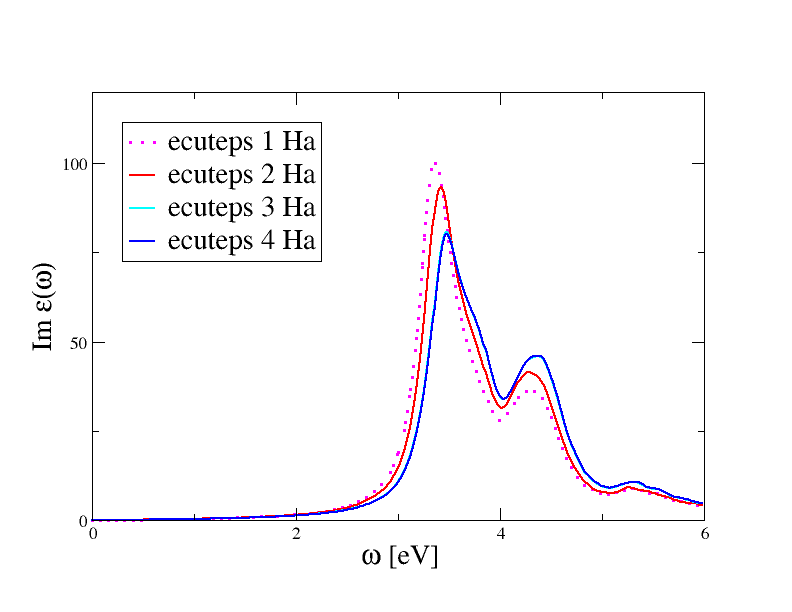 ecuteps 1 Ha
ecuteps 2 Ha
ecuteps 3 Ha
ecuteps 4 Ha
100
50
0
Im ε(ω)
0 2 4 6
ω [eV]